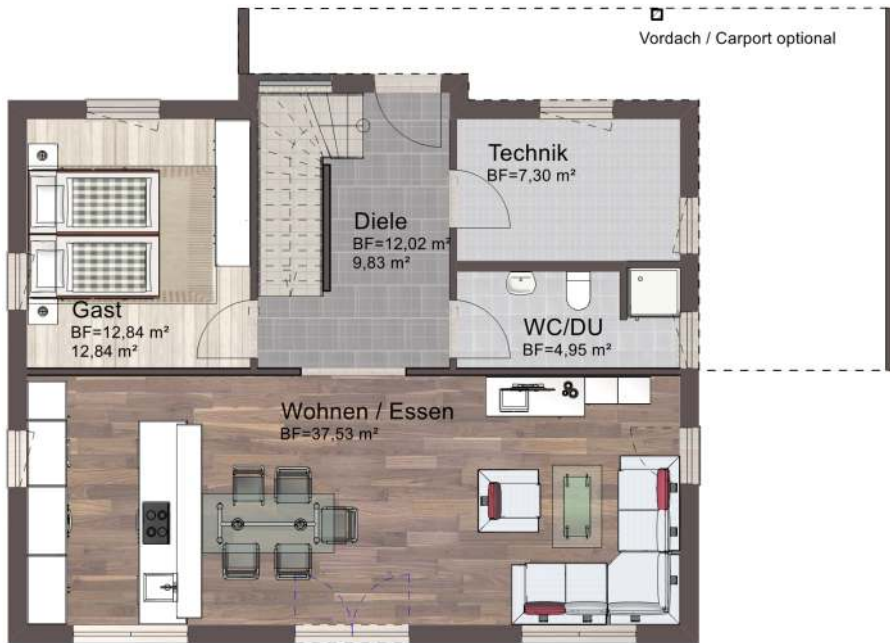 Vordach / Carport optional
Technik
BF=7,30 m²
Diele
BF=12,02 m²
9,83 m²
Gast
BF=12,84 m²
12,84 m²
WC/DU
BF=4,95 m²
Wohnen / Essen
BF=37,53 m²